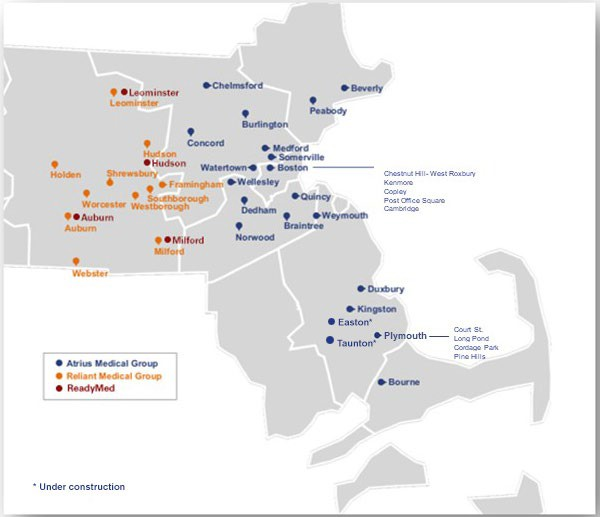 Leominster
Leominster
Chelmsford
Beverly
Peabody
Burlington
Concord
Hudson
Hudson
Medford
Somerville
Watertown
Boston
Chestnut Hill- West Roxbury
Kenmore
Copley
Post Office Square
Cambridge
Holden
Shrewsbury
Framingham
Wellesley
Worcester
Southborough
Westborough
Quincy
Dedham
Auburn
Auburn
Braintree
Weymouth
Norwood
Milford
Milford
Webster
Duxbury
Kingston
Easton*
Plymouth
Taunton*
Court St.
Long Pond
Cordage Park
Pine Hills
Bourne
Atrius Medical Group
Reliant Medical Group
ReadyMed
* Under construction